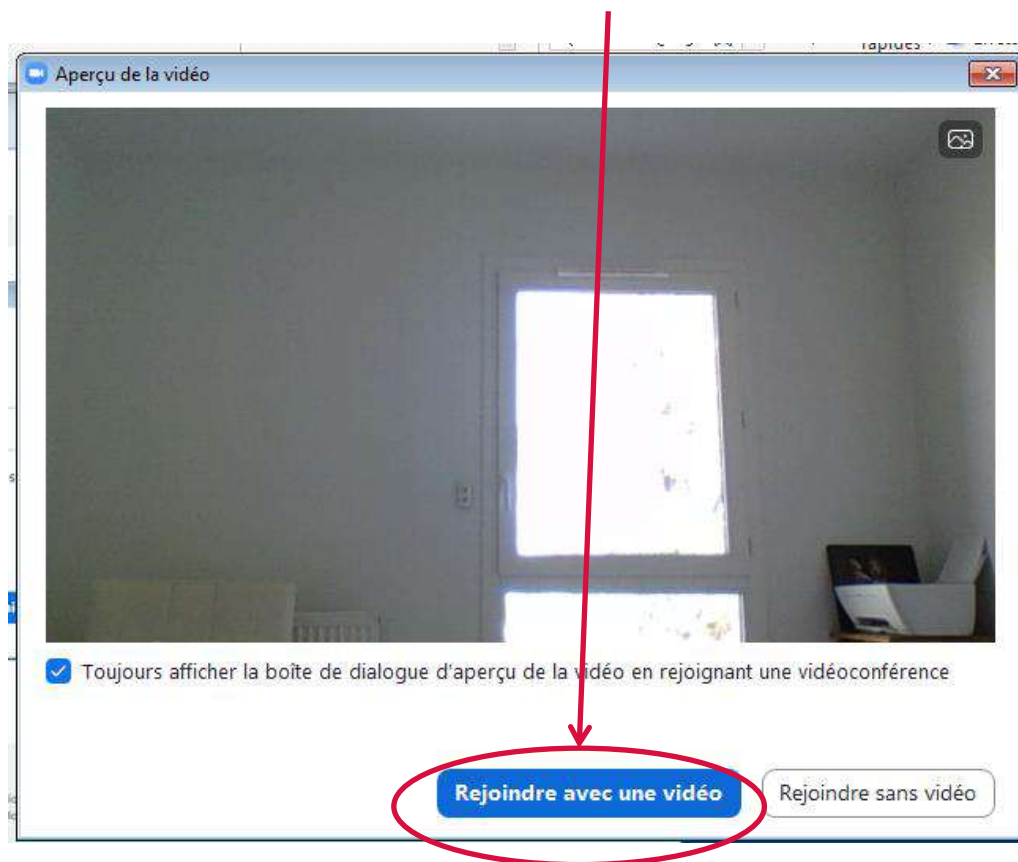 rapides
Aperçu de la vidéo
Toujours afficher la boîte de dialogue d'aperçu de la vidéo en rejoignant une vidéoconférence
Rejoindre avec une vidéo
Rejoindre sans vidéo